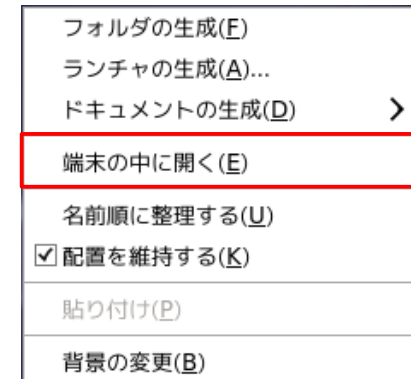 フォルダの生成(F)
ランチャの生成(A)...
ドキュメントの生成(D)
端末の中に開く(E)
名前順に整理する(U)
配置を維持する(K)
貼り付け(P)
背景の変更(B)